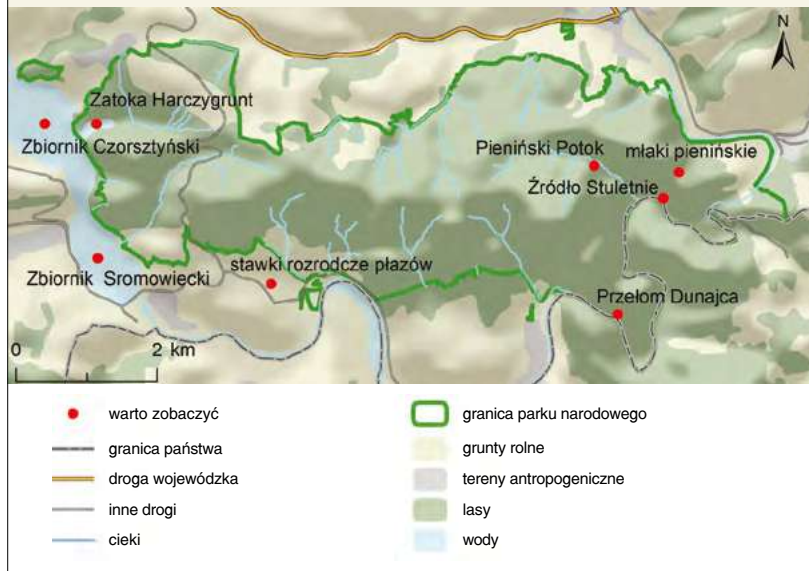 N
Zatoka Harczygrunt
Zbiornik Czorsztyński
Pieniński Potok
młaki pienińskie
Źródło Stuletnie
Zbiornik Sromowiecki
stawki rozrodcze płazów
Przełom Dunajca
0 2 km
warto zobaczyć
granica państwa
droga wojewódzka
inne drogi
cieki
granica parku narodowego
grunty rolne
tereny antropogeniczne
lasy
wody